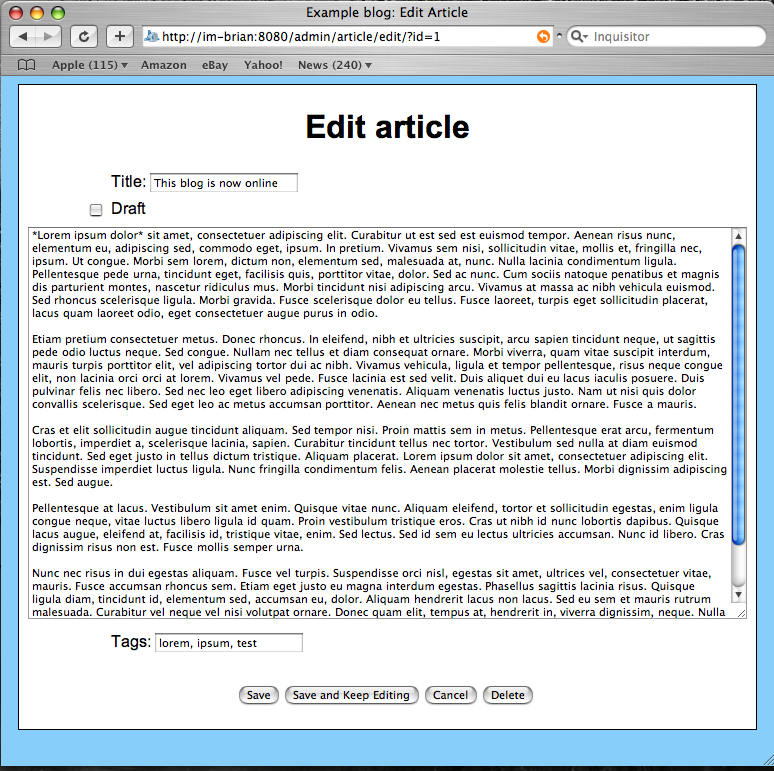 Example blog: Edit Article
http://im-brian:8080/admin/article/edit/?id=1
Inquisitor
Apple (115) Amazon eBay Yahoo! News (240)
Edit article
Title: This blog is now online
Draft
*Lorem ipsum dolor* sit amet, consectetuer adipiscing elit. Curabitur ut est sed est euismod tempor. Aenean risus nunc,
elementum eu, adipiscing sed, commodo eget, ipsum. In pretium. Vivamus sem nisi, sollicitudin vitae, mollis et, fringilla nec,
ipsum. Ut congue. Morbi sem lorem, dictum non, elementum sed, malesuada at, nunc. Nulla lacinia condimentum ligula.
Pellentesque pede urna, tincidunt eget, facilisis quis, porttitor vitae, dolor. Sed ac nunc. Cum sociis natoque penatibus et magnis
dis parturient montes, nascetur ridiculus mus. Morbi tincidunt nisi adipiscing arcu. Vivamus at massa ac nibh vehicula euismod.
Sed rhoncus scelerisque ligula. Morbi gravida. Fusce scelerisque dolor eu tellus. Fusce laoreet, turpis eget sollicitudin placerat,
lacus quam laoreet odio, eget consectetuer augue purus in odio.
Etiam pretium consectetuer metus. Donec rhoncus. In eleifend, nibh et ultricies suscipit, arcu sapien tincidunt neque, ut sagittis
pede odio luctus neque. Sed congue. Nullam nec tellus et diam consequat ornare. Morbi viverra, quam vitae suscipit interdum,
mauris turpis porttitor elit, vel adipiscing tortor dui ac nibh. Vivamus vehicula, ligula et tempor pellentesque, risus neque congue
elit, non lacinia orci orci at lorem. Vivamus vel pede. Fusce lacinia est sed velit. Duis aliquet dui eu lacus iaculis posuere. Duis
pulvinar felis nec libero. Sed nec leo eget libero adipiscing venenatis. Aliquam venenatis luctus justo. Nam ut nisi quis dolor
convallis scelerisque. Sed eget leo ac metus accumsan porttitor. Aenean nec metus quis felis blandit ornare. Fusce a mauris.
Cras et elit sollicitudin augue tincidunt aliquam. Sed tempor nisi. Proin mattis sem in metus. Pellentesque erat arcu, fermentum
lobortis, imperdiet a, scelerisque lacinia, sapien. Curabitur tincidunt tellus nec tortor. Vestibulum sed nulla at diam euismod
tincidunt. Sed eget justo in tellus dictum tristique. Aliquam placerat. Lorem ipsum dolor sit amet, consectetuer adipiscing elit.
Suspendisse imperdiet luctus ligula. Nunc fringilla condimentum felis. Aenean placerat molestie tellus. Morbi dignissim adipiscing
est. Sed augue.
Pellentesque at lacus. Vestibulum sit amet enim. Quisque vitae nunc. Aliquam eleifend, tortor et sollicitudin egestas, enim ligula
congue neque, vitae luctus libero ligula id quam. Proin vestibulum tristique eros. Cras ut nibh id nunc lobortis dapibus. Quisque
lacus augue, eleifend at, facilisis id, tristique vitae, enim. Sed lectus. Sed id sem eu lectus ultricies accumsan. Nunc id libero. Cras
dignissim risus non est. Fusce mollis semper urna.
Nunc nec risus in dui egestas aliquam. Fusce vel turpis. Suspendisse orci nisl, egestas sit amet, ultrices vel, consectetuer vitae,
mauris. Fusce accumsan rhoncus sem. Etiam eget justo eu magna interdum egestas. Phasellus sagittis lacinia risus. Quisque
ligula diam, tincidunt id, elementum sed, accumsan eu, dolor. Aliquam hendrerit lacus non lacus. Sed eu sem et mauris rutrum
malesuada. Curabitur vel neque vel nisi volutpat ornare. Donec quam elit, tempus at, hendrerit in, viverra dignissim, neque. Nulla
Tags: lorem, ipsum, test
Save Save and Keep Editing Cancel Delete